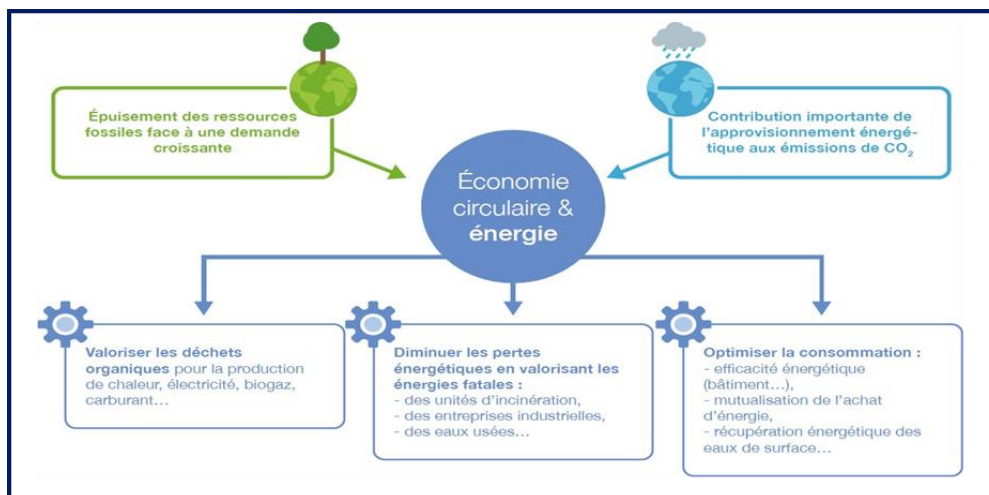 Épuisement des ressources
fossiles face à une demande
croissante
Contribution importante de
l'approvisionnement énergé-
tique aux émissions de CO₂
Économie
circulaire &
énergie
Valoriser les déchets
organiques pour la production
de chaleur, électricité, biogaz,
carburant...
Diminuer les pertes
énergétiques en valorisant les
énergies fatales :
- des unités d'incinération,
- des entreprises industrielles,
- des eaux usées...
Optimiser la consommation :
- efficacité énergétique
(bâtiment...),
- mutualisation de l'achat
d'énergie,
- récupération énergétique des
eaux de surface...